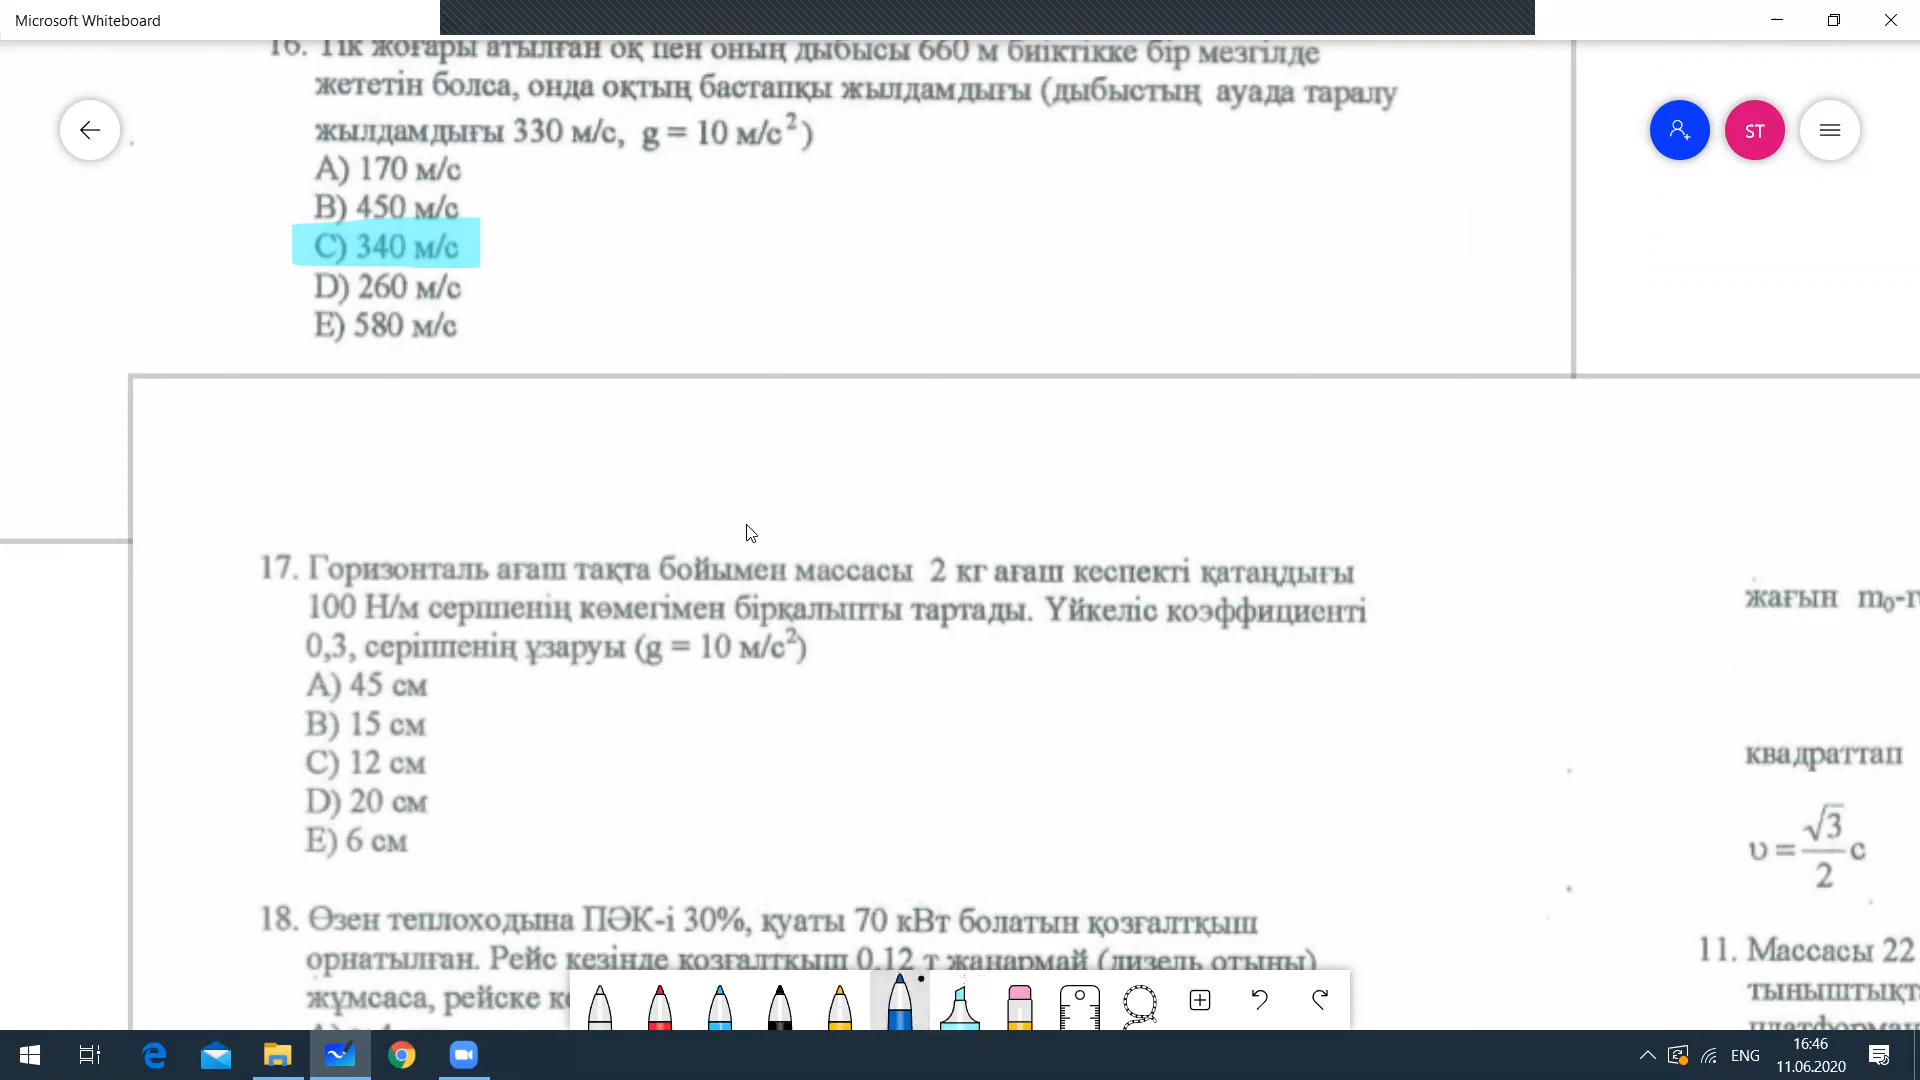 Microsoft Whiteboard
16. Тік жоғары атылған оқ пен оның дыбысы 660 м биіктікке бір мезгілде
жететін болса, онда оқтың бастапқы жылдамдығы (дыбыстың ауада таралу
жылдамдығы 330 м/с, g = 10 м/с²)
A) 170 м/с
B) 450 м/с
C) 340 м/с
D) 260 м/с
E) 580 м/с
ST
17. Горизонталь ағаш тақта бойымен массасы 2 кг ағаш кеспекті қатаңдығы
100 Н/м серппенің көмегімен бірқалыпты тартады. Үйкеліс коэффициенті
0,3, серіппенің ұзаруы (g = 10 м/с²)
A) 45 см
B) 15 см
C) 12 см
D) 20 см
E) 6 см
18. Өзен теплоходына ПӘК-і 30%, қуаты 70 кВт болатын қозғалтқыш
орнатылған. Рейс кезінде қозғалтқыш 0,12 т жанармай (дизель отыны)
жұмсаса, рейске
жағын m₀-
квадраттап
υ = √3/2 c
11. Массасы 22
тыныштықт
платформан
ENG
16:46
11.06.2020